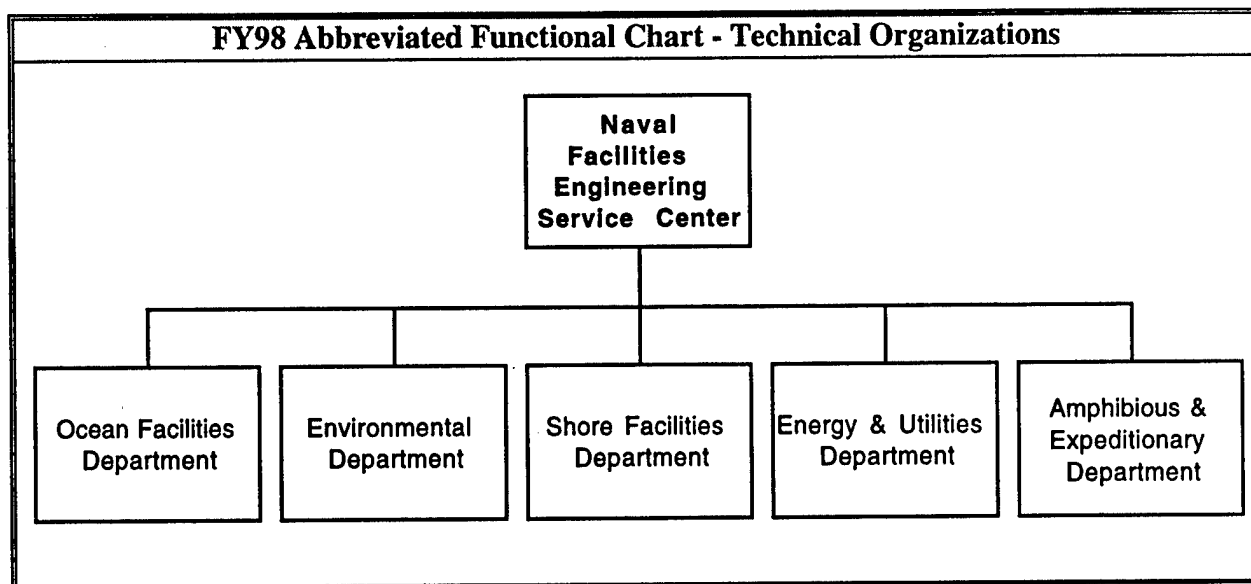 FY98 Abbreviated Functional Chart - Technical Organizations
Naval
Facilities
Engineering
Service Center
Ocean Facilities
Department
Environmental
Department
Shore Facilities
Department
Energy & Utilities
Department
Amphibious &
Expeditionary
Department